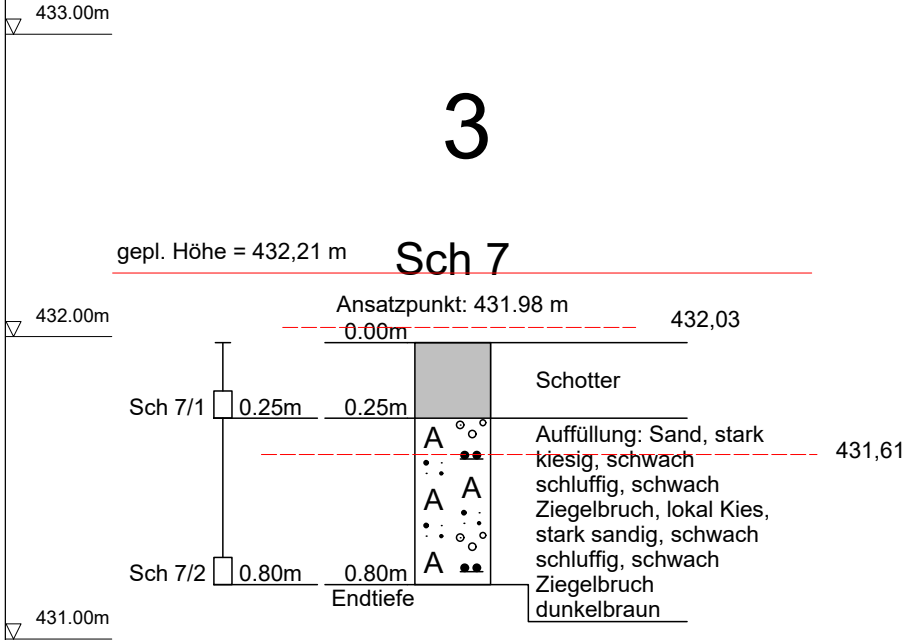 433.00m
3
gepl. Höhe = 432,21 m
Sch 7
Ansatzpunkt: 431.98 m
432.00m
432,03
0.00m
Schotter
Sch 7/1
0.25m
0.25m
Auffüllung: Sand, stark
kiesig, schwach
schluffig, schwach
Ziegelbruch, lokal Kies,
stark sandig, schwach
schluffig, schwach
Ziegelbruch
dunkelbraun
431,61
A
A
A
A
Sch 7/2
0.80m
0.80m
Endtiefe
431.00m